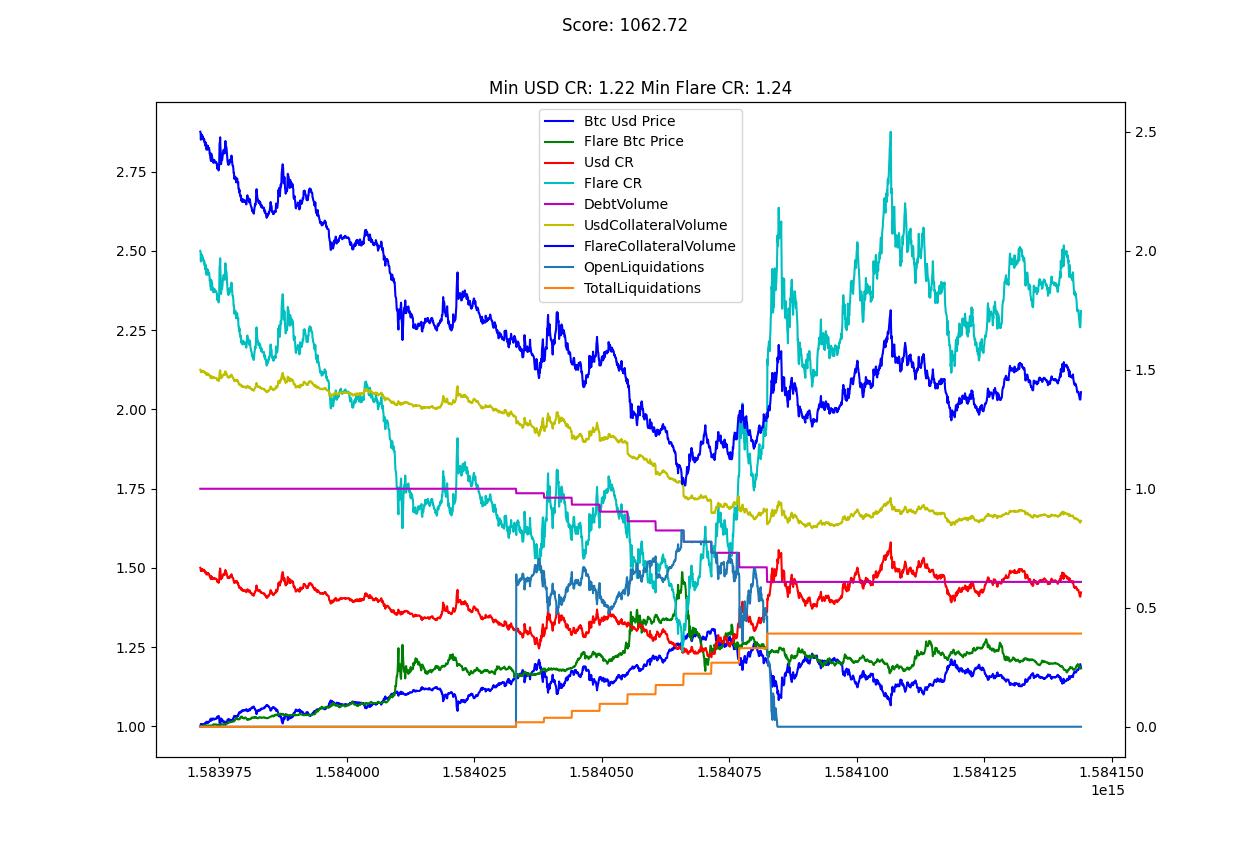 Score: 1062.72
Min USD CR: 1.22 Min Flare CR: 1.24
Btc Usd Price
Flare Btc Price
Usd CR
Flare CR
DebtVolume
UsdCollateralVolume
FlareCollateralVolume
OpenLiquidations
TotalLiquidations
2.75
2.50
2.25
2.00
1.75
1.50
1.25
1.00
2.5
2.0
1.5
1.0
0.5
0.0
1.583975
1.584000
1.584025
1.584050
1.584075
1.584100
1.584125
1.584150
1e15